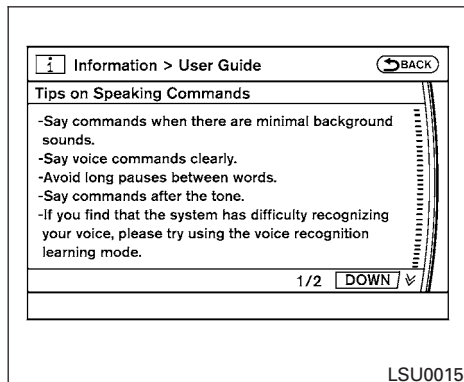 i Information > User Guide BACK
Tips on Speaking Commands
-Say commands when there are minimal background
sounds.
-Say voice commands clearly.
-Avoid long pauses between words.
-Say commands after the tone.
-If you find that the system has difficulty recognizing
your voice, please try using the voice recognition
learning mode.
1/2 DOWN
LSU0015